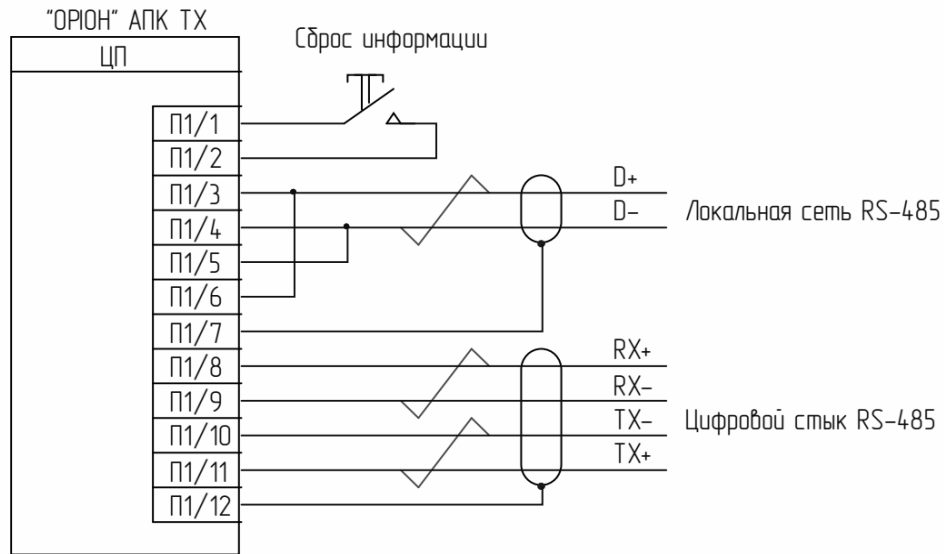 "ОРІОН" АПК ТХ
ЦП
Сброс информации
П1/1
П1/2
П1/3
D+
D-
Локальная сеть RS-485
П1/4
П1/5
П1/6
П1/7
П1/8
RX+
П1/9
RX-
П1/10
TX-
Цифровой стык RS-485
П1/11
TX+
П1/12